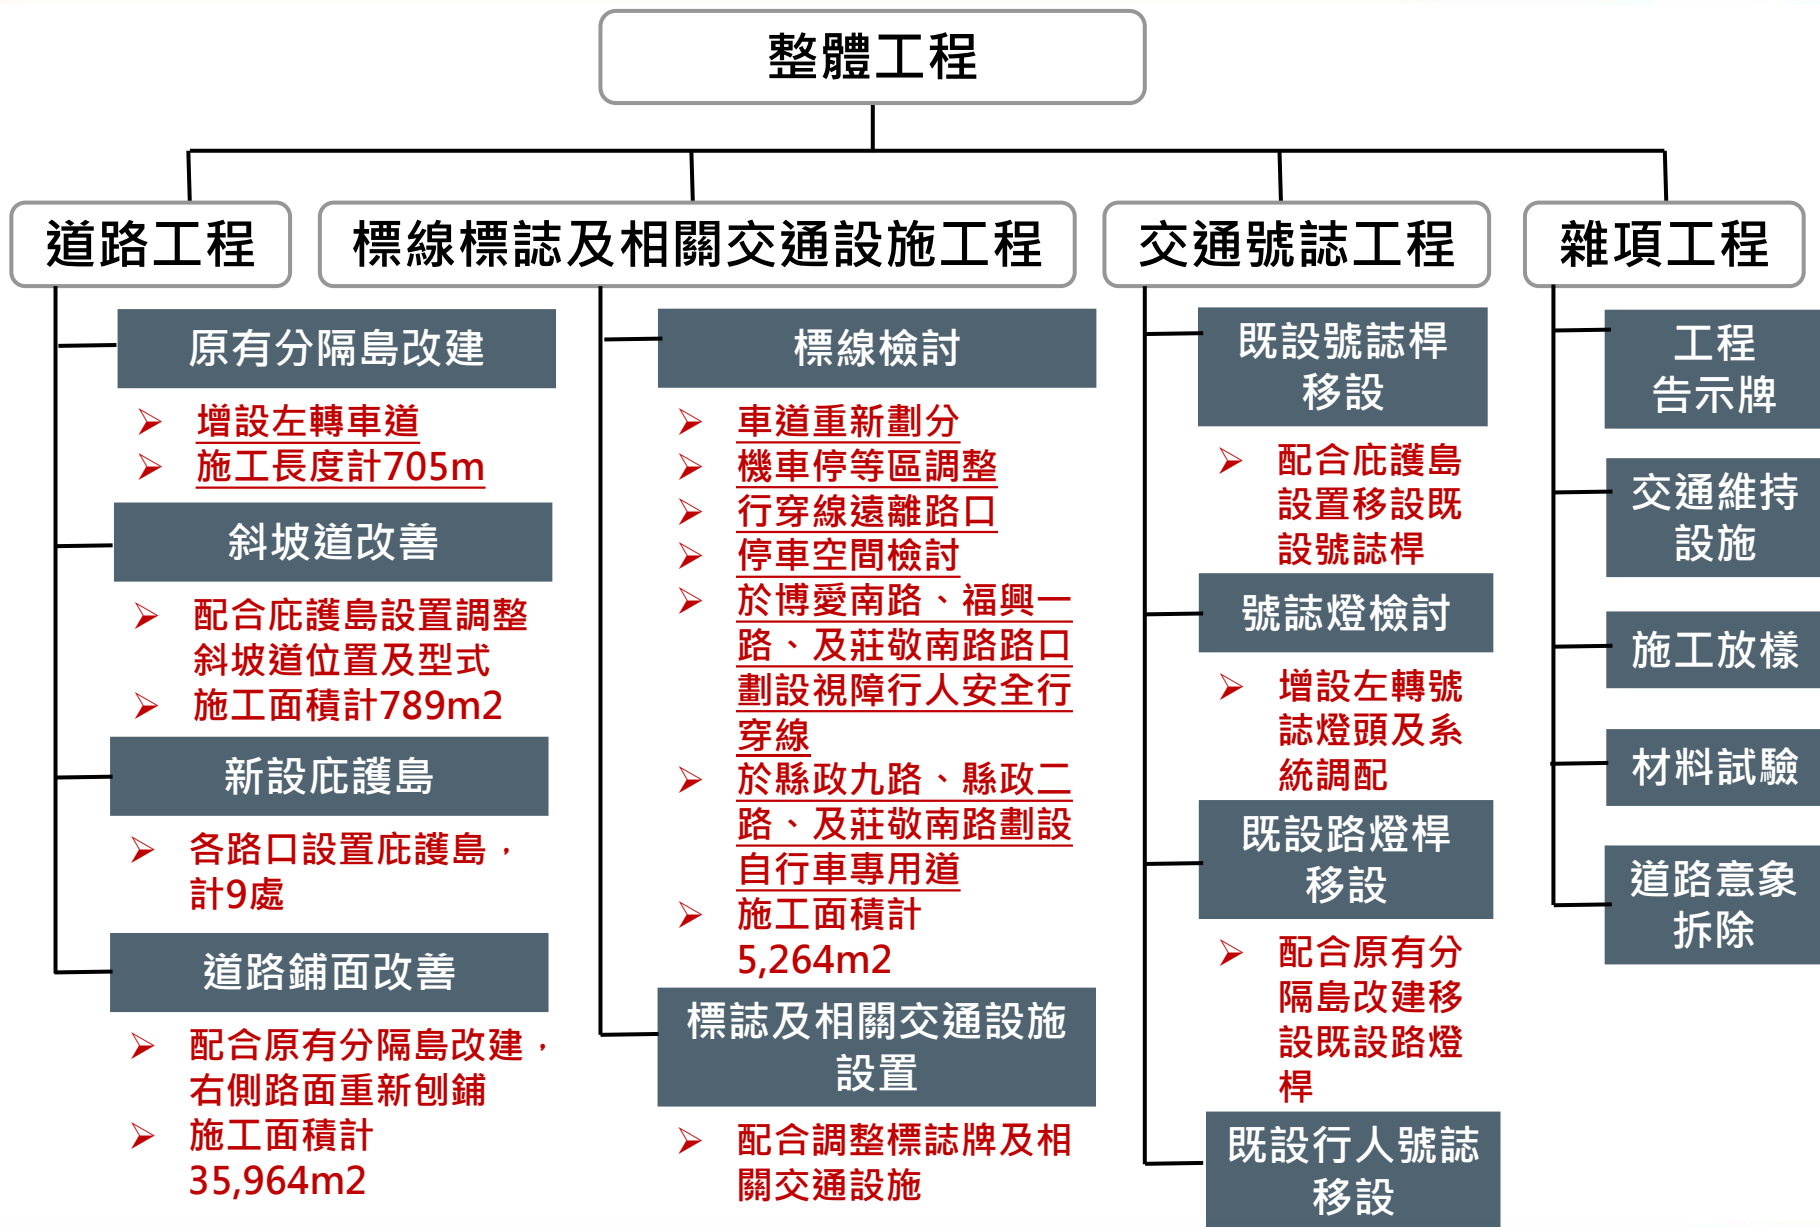 整體工程
道路工程
原有分隔島改建
➢ 增設左轉車道
➢ 施工長度計705m
斜坡道改善
➢ 配合庇護島設置調整
斜坡道位置及型式
➢ 施工面積計789m2
新設庇護島
➢ 各路口設置庇護島，
計9處
道路鋪面改善
➢ 配合原有分隔島改建，
右側路面重新刨鋪
➢ 施工面積計
35,964m2
標線標誌及相關交通設施工程
標線檢討
➢ 車道重新劃分
➢ 機車停等區調整
➢ 行穿線遠離路口
➢ 停車空間檢討
➢ 於博愛南路、福興一
路、及莊敬南路路口
劃設視障行人安全行
穿線
➢ 於縣政九路、縣政二
路、及莊敬南路劃設
自行車專用道
➢ 施工面積計
5,264m2
標誌及相關交通設施
設置
➢ 配合調整標誌牌及相
關交通設施
交通號誌工程
既設號誌桿
移設
➢ 配合庇護島
設置移設既
設號誌桿
號誌燈檢討
➢ 增設左轉號
誌燈頭及系
統調配
既設路燈桿
移設
➢ 配合原有分
隔島改建移
設既設路燈
桿
既設行人號誌
移設
雜項工程
工程
告示牌
交通維持
設施
施工放樣
材料試驗
道路意象
拆除